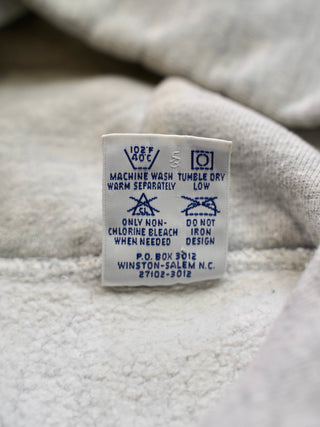 102°F
40°C
MACHINE WASH
WARM SEPARATELY
TUMBLE DRY
LOW
CL
ONLY NON-
CHLORINE BLEACH
WHEN NEEDED
DO NOT
IRON
DESIGN
P.O. BOX 3012
WINSTON-SALEM N.C.
27102-3012